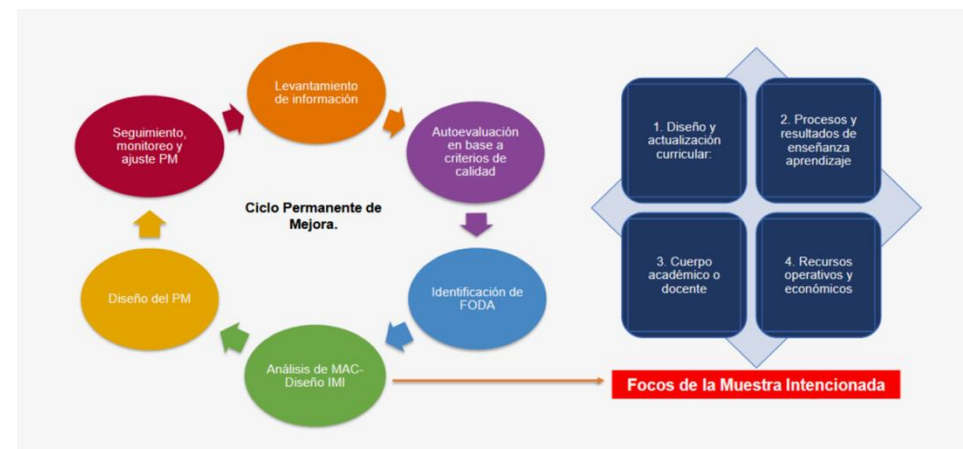 Levantamiento
de información
Autoevaluación
en base a
criterios de
calidad
Identificación de
FODA
Análisis de MAC-
Diseño IMI
Diseño del PM
Seguimiento,
monitoreo y
ajuste PM
Ciclo Permanente de
Mejora.
1. Diseño y
actualización
curricular:
2. Procesos y
resultados de
enseñanza
aprendizaje
3. Cuerpo
académico o
docente
4. Recursos
operativos y
económicos
Focos de la Muestra Intencionada